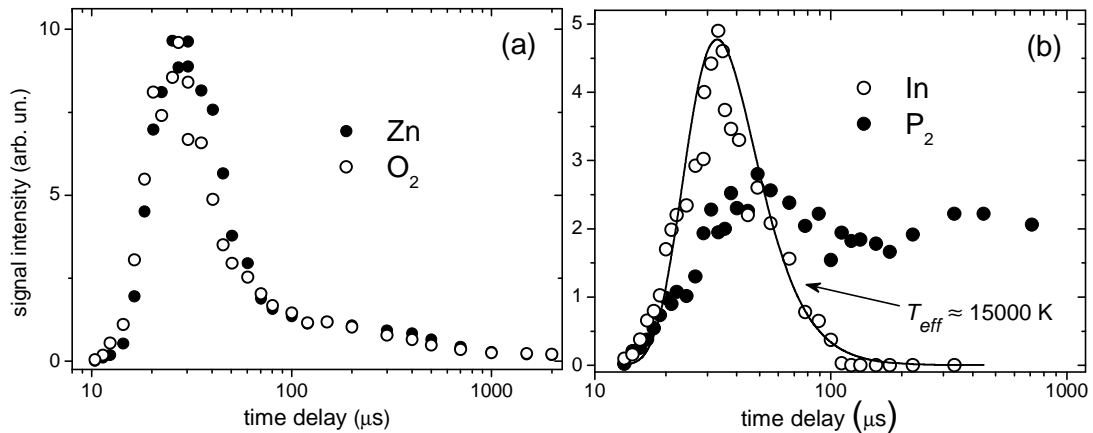 (a)
signal intensity (arb. un.)
10
5
0
Zn
O₂
10
100
1000
time delay (μs)
(b)
5
4
3
2
1
0
In
P₂
T_eff ≈ 15000 K
10
100
1000
time delay (μs)